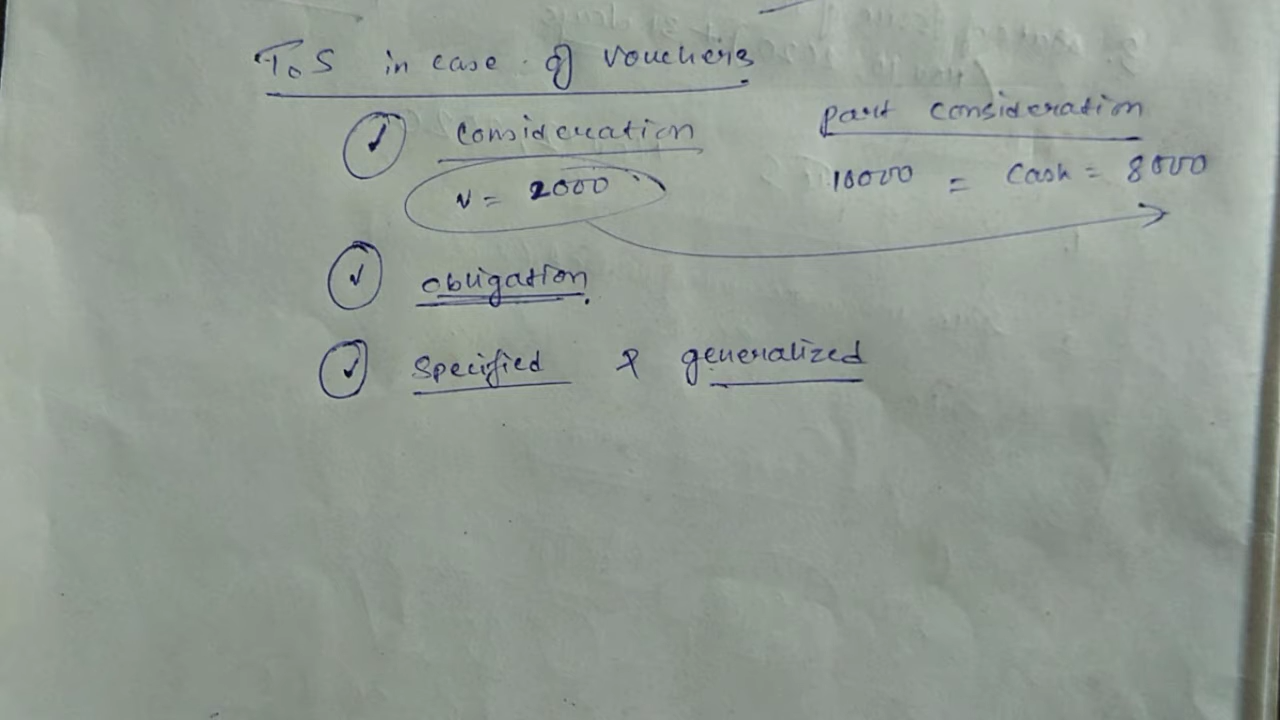 ToS in case of vouchers
consideration
part consideration
v = 2000
10000 = Cash = 8000
obligation.
specified & generalized